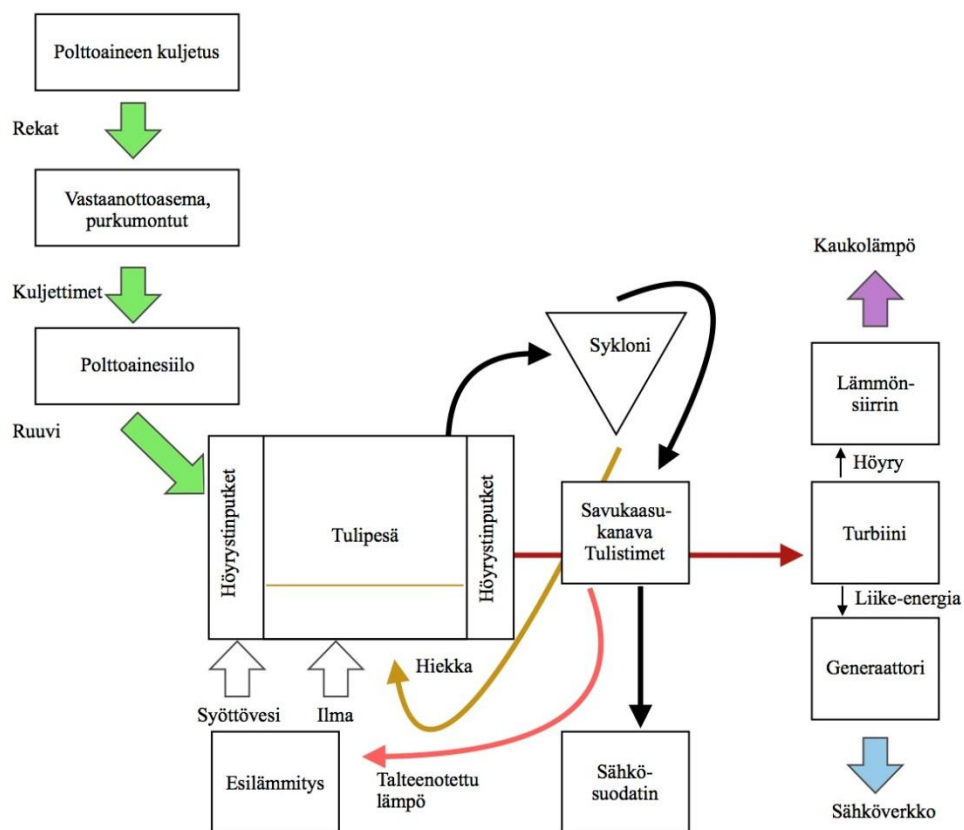 Polttoaineen kuljetus
Rekat
Vastaanottoasema,
purkumontut
Kuljettimet
Polttoainesiilo
Ruuvi
Höyrystinputket
Tulipesä
Höyrystinputket
Sykloni
Savukaasu-
kanava
Tulistimet
Hiekka
Syöttövesi
Ilma
Esilämmitys
Talteenotettu
lämpö
Sähkö-
suodatin
Kaukolämpö
Lämmön-
siirrin
Höyry
Turbiini
Liike-energia
Generaattori
Sähköverkko